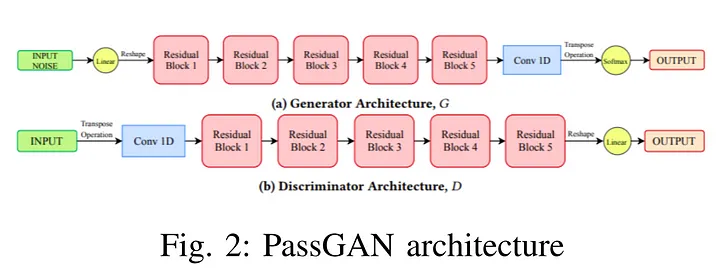 INPUT NOISE
Linear
Reshape
Residual Block 1
Residual Block 2
Residual Block 3
Residual Block 4
Residual Block 5
Conv 1D
Transpose Operation
Softmax
OUTPUT
(a) Generator Architecture, G
INPUT
Transpose Operation
Conv 1D
Residual Block 1
Residual Block 2
Residual Block 3
Residual Block 4
Residual Block 5
Reshape
Linear
OUTPUT
(b) Discriminator Architecture, D
Fig. 2: PassGAN architecture